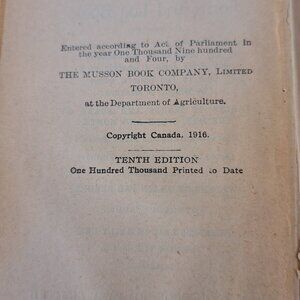 Entered according to Act of Parliament in
the year One Thousand Nine hundred
and Four, by
THE MUSSON BOOK COMPANY, LIMITED
TORONTO,
at the Department of Agriculture.
Copyright Canada, 1916.
TENTH EDITION
One Hundred Thousand Printed to Date